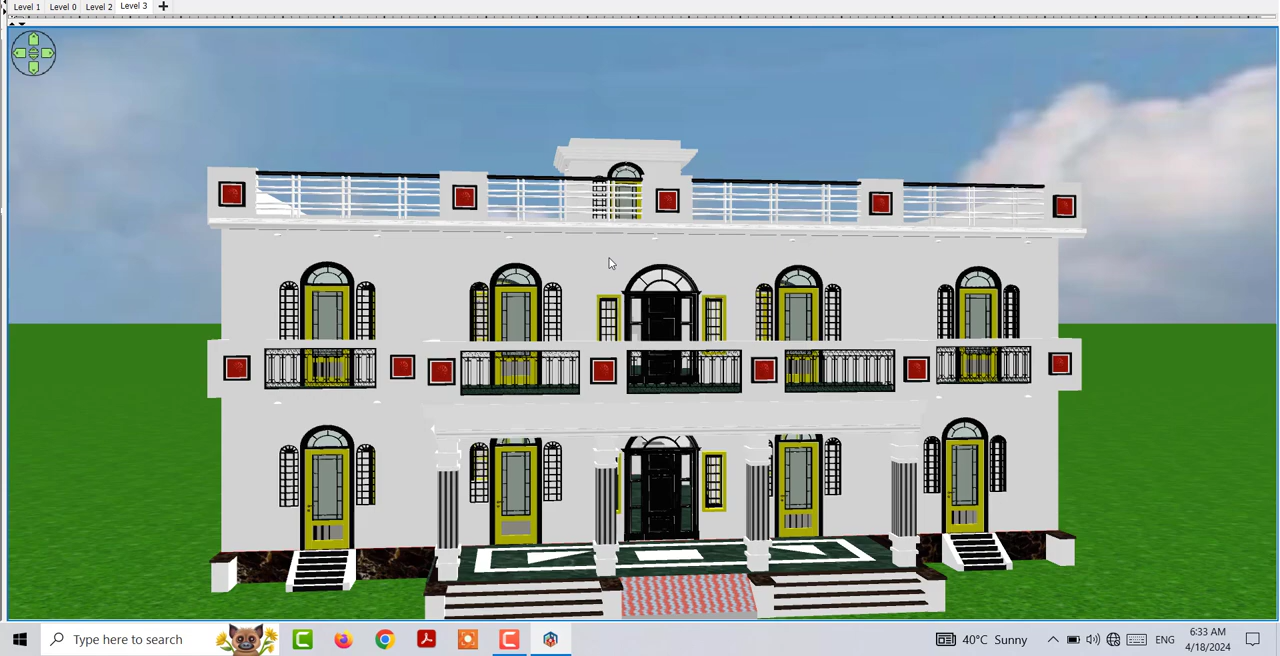 Level 1 Level 0 Level 2 Level 3
Type here to search
40°C Sunny
ENG
6:33 AM
4/18/2024